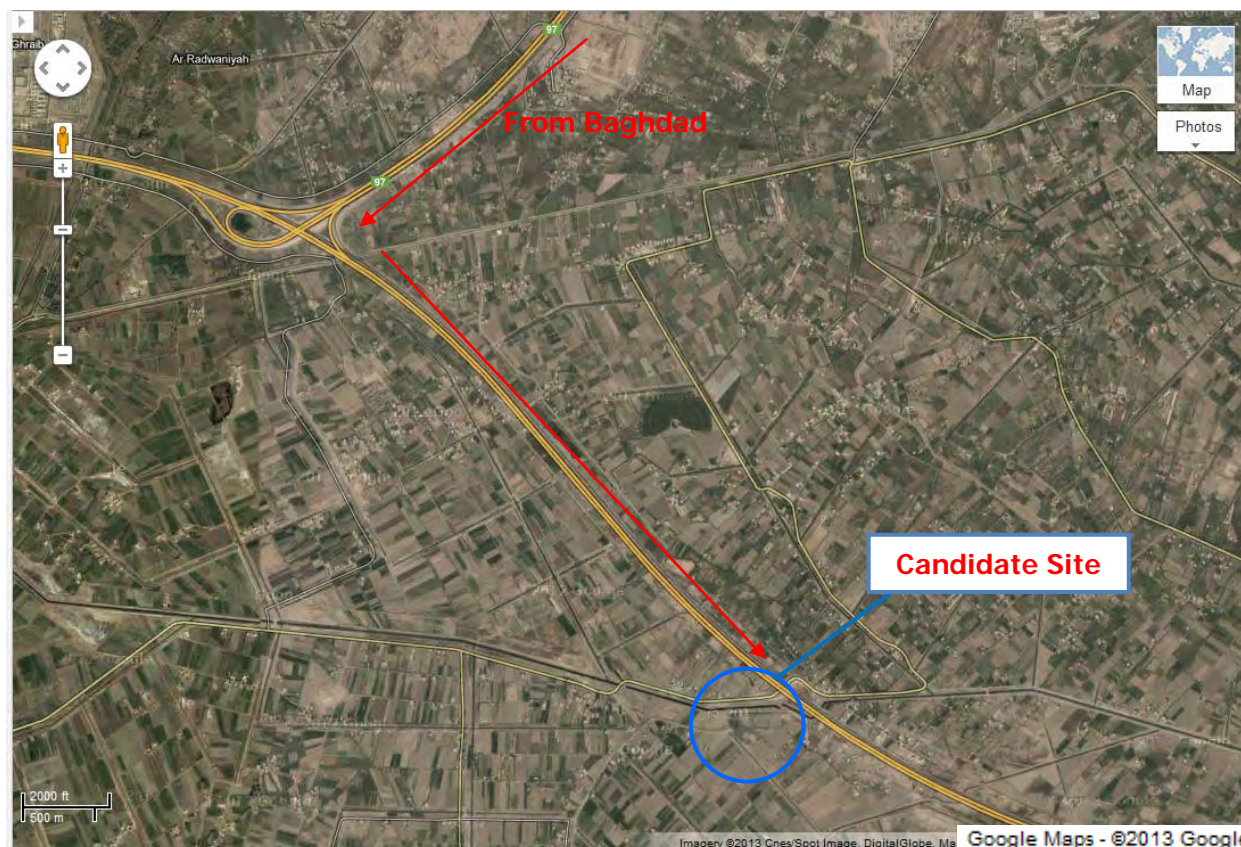 Ghraib
Ar Radwaniyah
97
Map
Photos
From Baghdad
97
Candidate Site
2000 ft
500 m
Imagery ©2013 Cnes/Spot Image, DigitalGlobe, Ma
Google Maps - ©2013 Google